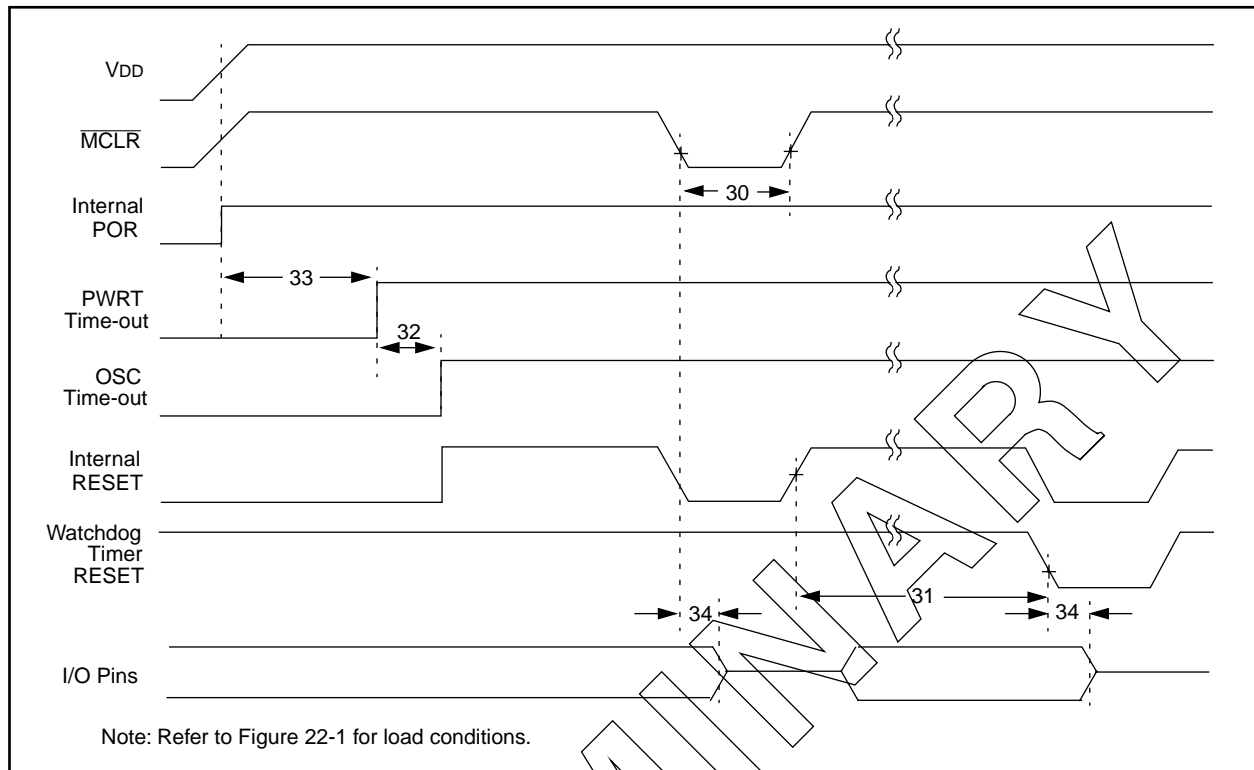 VDD
MCLR
Internal
POR
30
33
PWRT
Time-out
32
OSC
Time-out
Internal
RESET
Watchdog
Timer
RESET
31
34
34
I/O Pins
Note: Refer to Figure 22-1 for load conditions.
MINARY